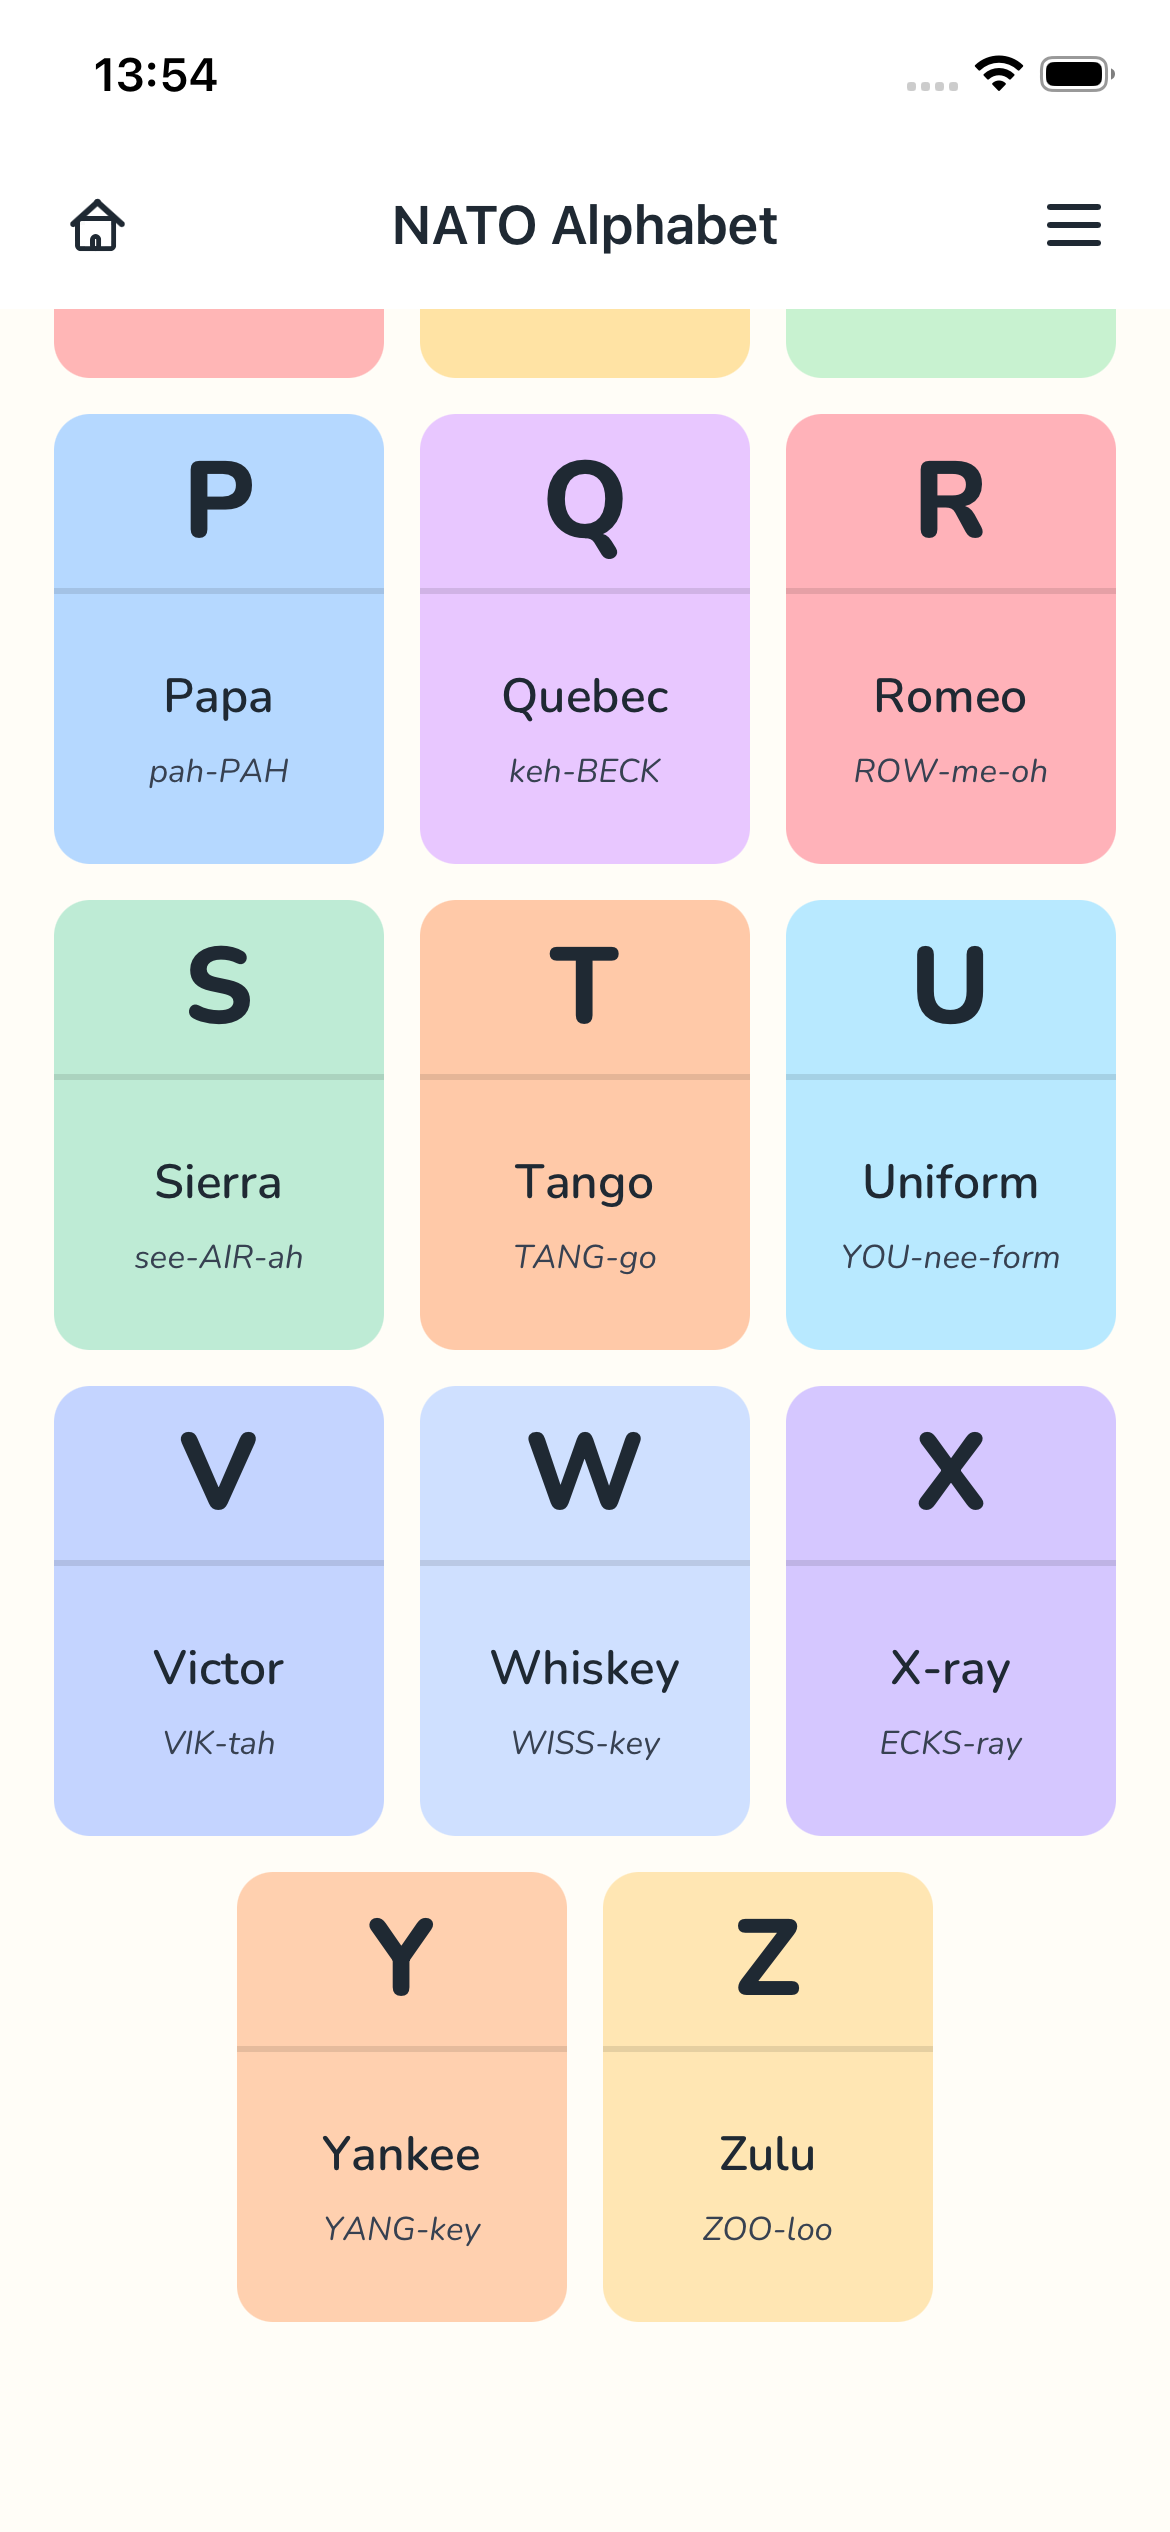 13:54
NATO Alphabet
P
Q
R
Papa
Quebec
Romeo
pah-PAH
keh-BECK
ROW-me-oh
S
T
U
Sierra
Tango
Uniform
see-AIR-ah
TANG-go
YOU-nee-form
V
W
X
Victor
Whiskey
X-ray
VIK-tah
WISS-key
ECKS-ray
Y
Z
Yankee
Zulu
YANG-key
ZOO-loo